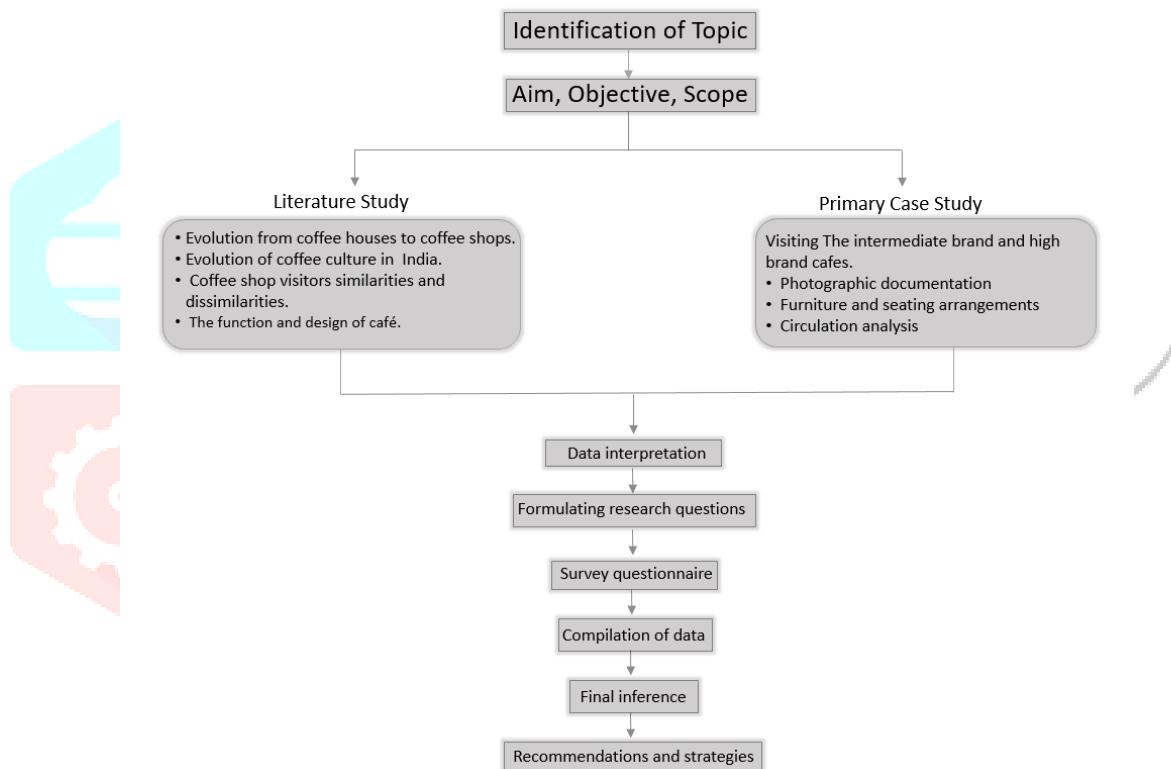 Identification of Topic
Aim, Objective, Scope
Literature Study
• Evolution from coffee houses to coffee shops.
• Evolution of coffee culture in India.
• Coffee shop visitors similarities and
dissimilarities.
• The function and design of café.
Primary Case Study
Visiting The intermediate brand and high
brand cafes.
• Photographic documentation
• Furniture and seating arrangements
• Circulation analysis
Data interpretation
Formulating research questions
Survey questionnaire
Compilation of data
Final inference
Recommendations and strategies